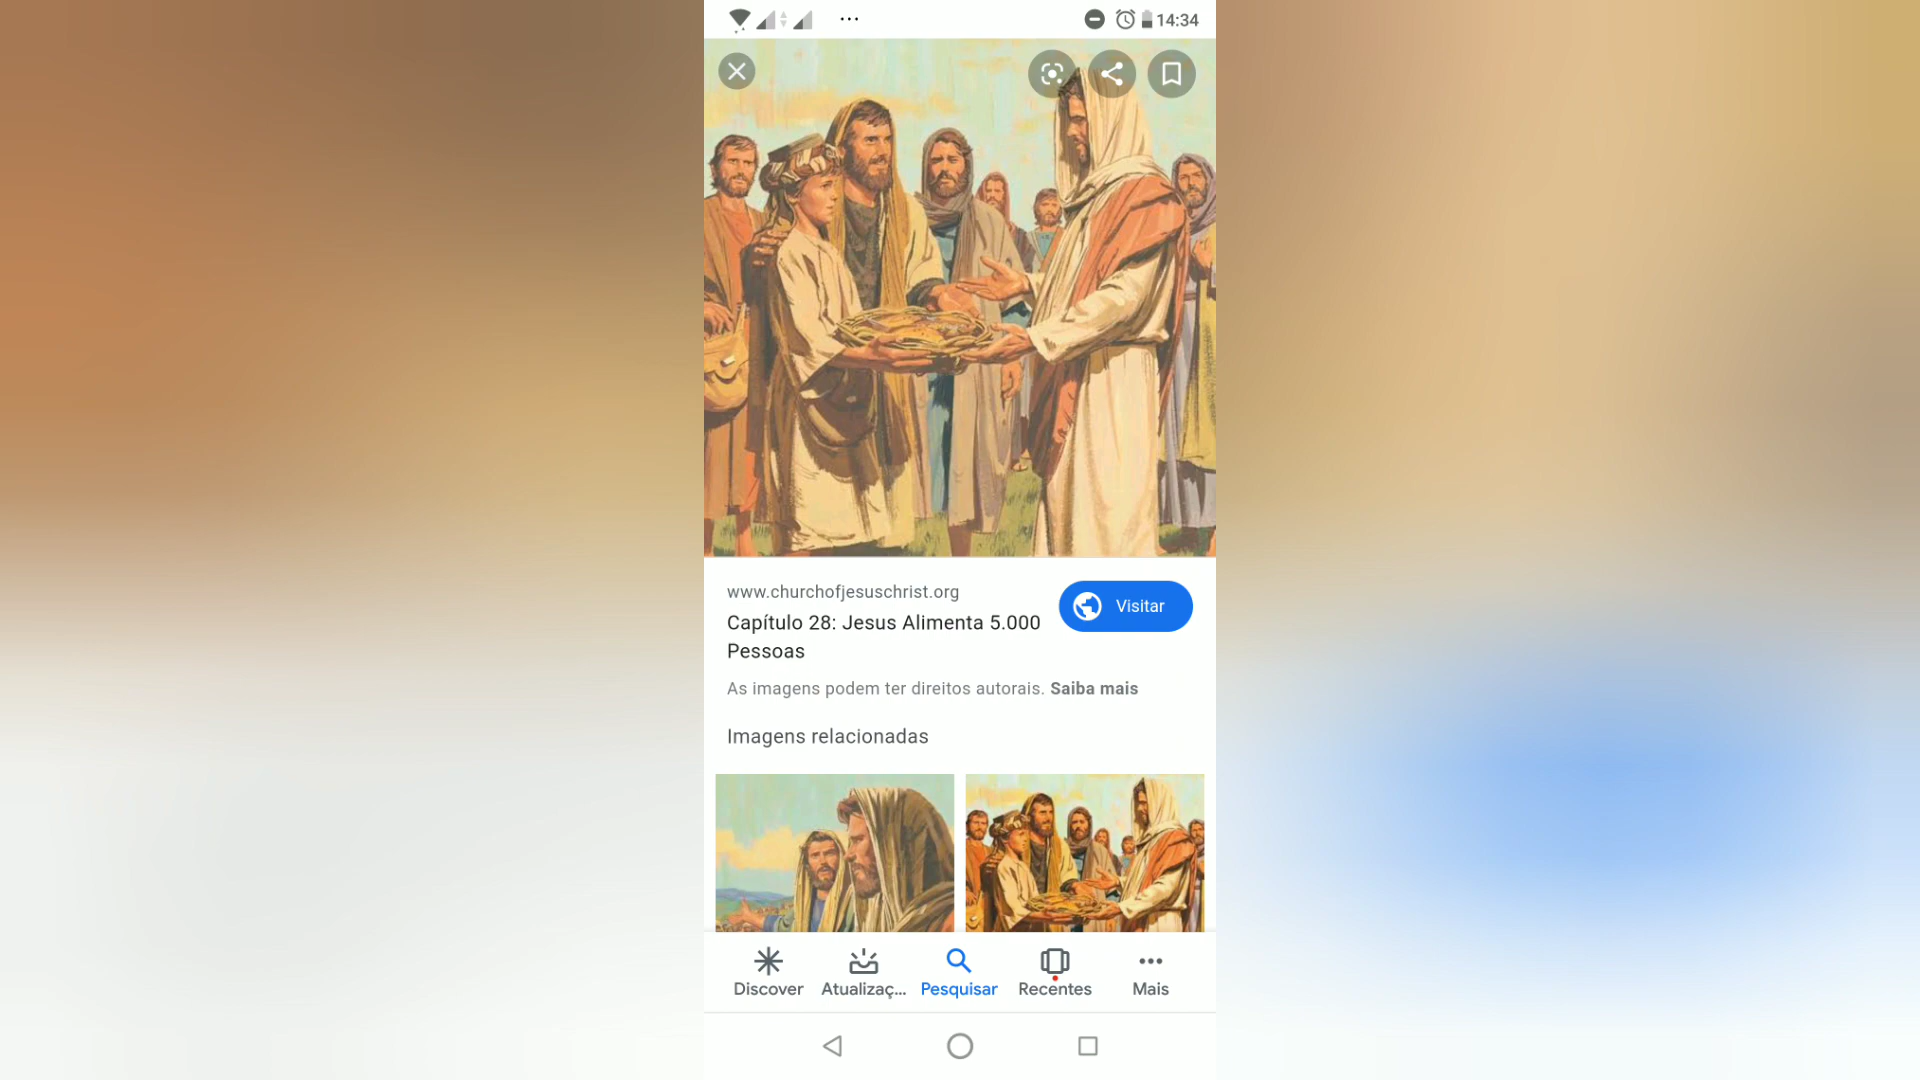 14:34
www.churchofjesuschrist.org
Visitar
Capítulo 28: Jesus Alimenta 5.000
Pessoas
As imagens podem ter direitos autorais. Saiba mais
Imagens relacionadas
Discover
Atualizaç...
Pesquisar
Recentes
Mais